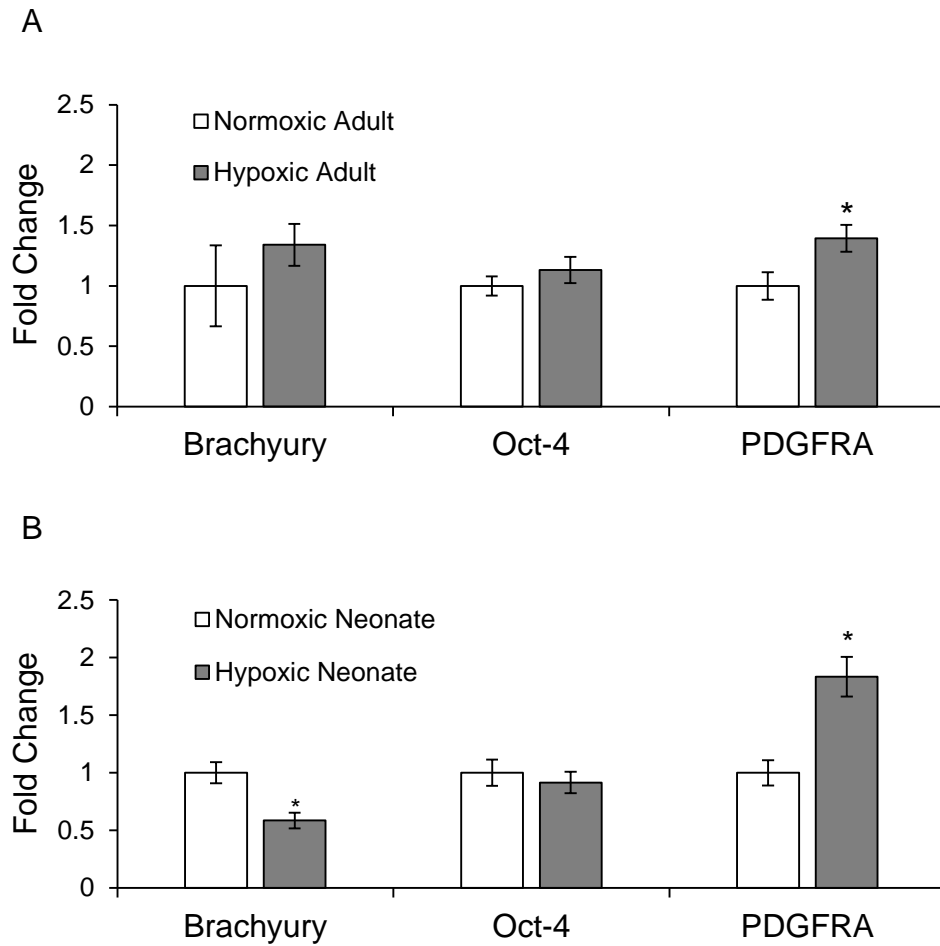 A
2.5
Normoxic Adult
2
Hypoxic Adult
*
1.5
1
0.5
0
Fold Change
Brachyury Oct-4 PDGFRA
B
2.5
Normoxic Neonate
*
2
Hypoxic Neonate
1.5
1
*
0.5
0
Fold Change
Brachyury Oct-4 PDGFRA